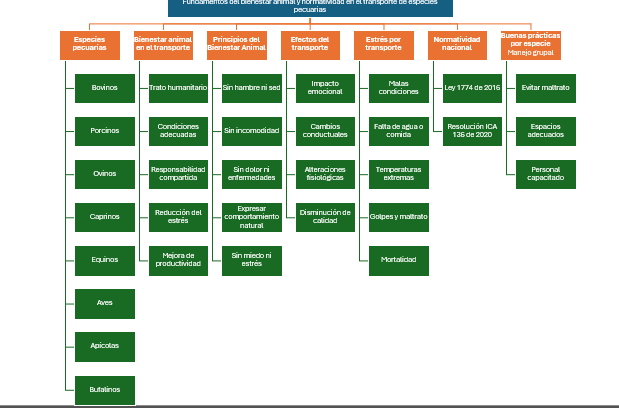 Fundamentos del bienestar animal y normatividad en el transporte de especies
pecuarias
Especies
pecuarias
Bovinos
Porcinos
Ovinos
Caprinos
Equinos
Aves
Apícolas
Bufalinos
Bienestar animal
en el transporte
Trato humanitario
Condiciones
adecuadas
Responsabilidad
compartida
Reducción del
estrés
Mejora de
productividad
Principios del
Bienestar Animal
Sin hambre ni sed
Sin incomodidad
Sin dolor ni
enfermedades
Expresar
comportamiento
natural
Sin miedo ni
estrés
Efectos del
transporte
Impacto
emocional
Cambios
conductuales
Alteraciones
fisiológicas
Disminución de
calidad
Estrés por
transporte
Malas
condiciones
Falta de agua o
comida
Temperaturas
extremas
Golpes y maltrato
Mortalidad
Normatividad
nacional
Ley 1774 de 2016
Resolución ICA
136 de 2020
Buenas prácticas
por especie
Manejo grupal
Evitar maltrato
Espacios
adecuados
Personal
capacitado